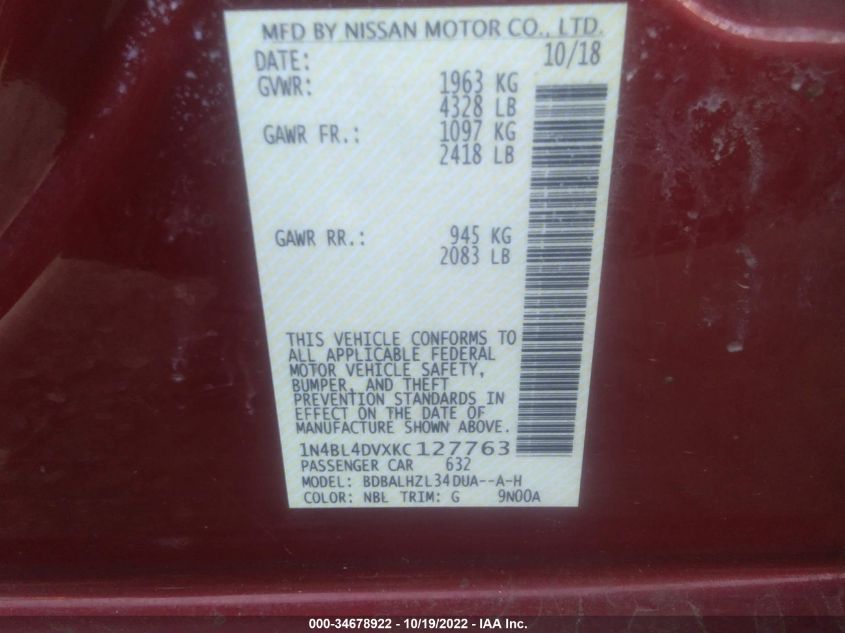 MFD BY NISSAN MOTOR CO., LTD.
DATE: 10/18
GVWR: 1963 KG
4328 LB
GAWR FR.: 1097 KG
2418 LB
GAWR RR.: 945 KG
2083 LB
THIS VEHICLE CONFORMS TO
ALL APPLICABLE FEDERAL
MOTOR VEHICLE SAFETY,
BUMPER, AND THEFT
PREVENTION STANDARDS IN
EFFECT ON THE DATE OF
MANUFACTURE SHOWN ABOVE.
1N4BL4DVXKC127763
PASSENGER CAR 632
MODEL: BDBALHZL34DUA--A-H
COLOR: NBL TRIM: G 9N00A
000-34678922 - 10/19/2022 - IAA Inc.